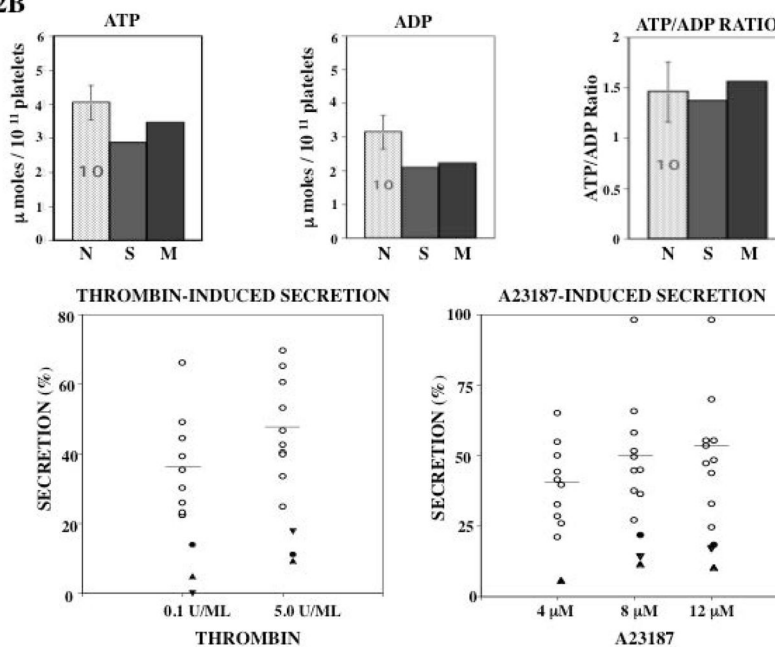 2B
ATP
6
5
4
3
2
1
0
μ moles / 10 11 platelets
10
N S M
ADP
6
5
4
3
2
1
0
μ moles / 10 11 platelets
10
N S M
ATP/ADP RATIO
2
1.5
1
0.5
0
ATP/ADP Ratio
10
N S M
THROMBIN-INDUCED SECRETION
80
60
40
20
0
SECRETION (%)
0.1 U/ML 5.0 U/ML
THROMBIN
A23187-INDUCED SECRETION
100
75
50
25
0
SECRETION (%)
4 μM 8 μM 12 μM
A23187